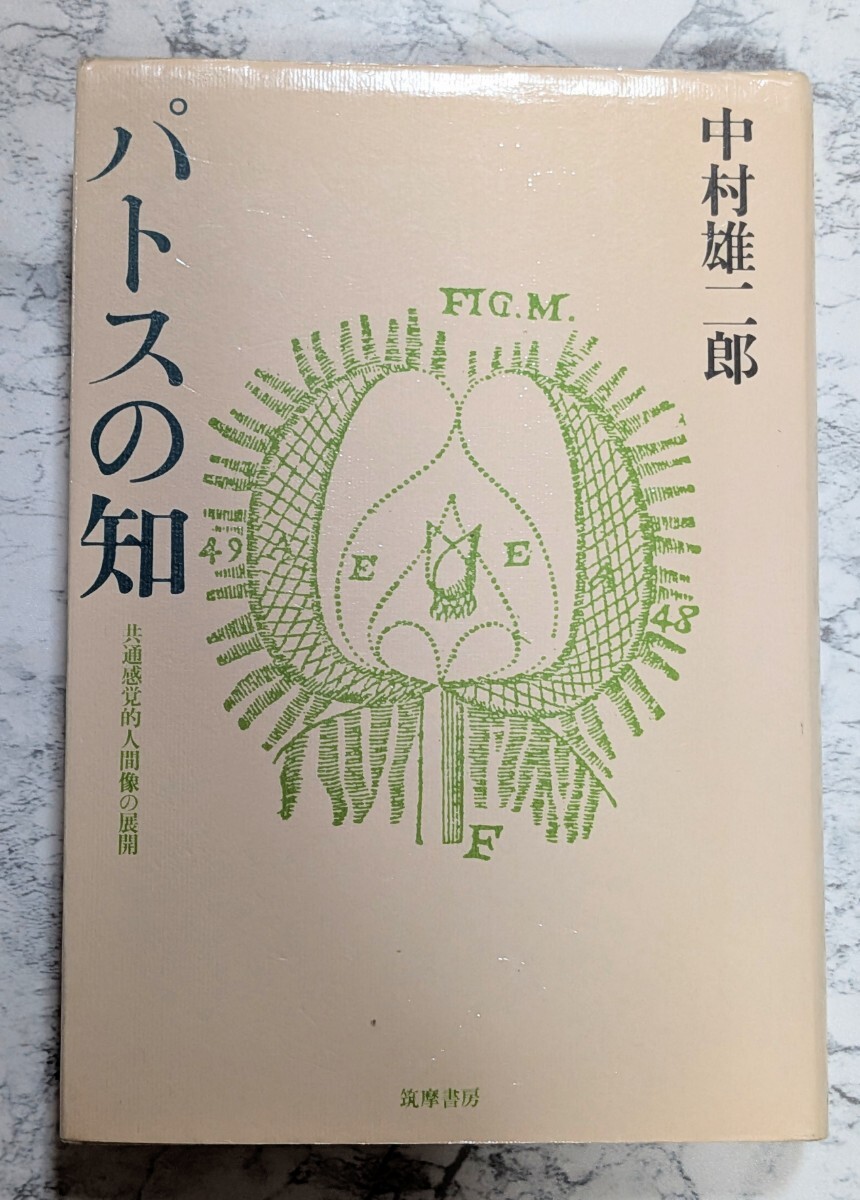 中村雄二郎
パトスの知
共通感覚的人間像の展開
FIG.M.
49
A
E
E
A
48
F
筑摩書房